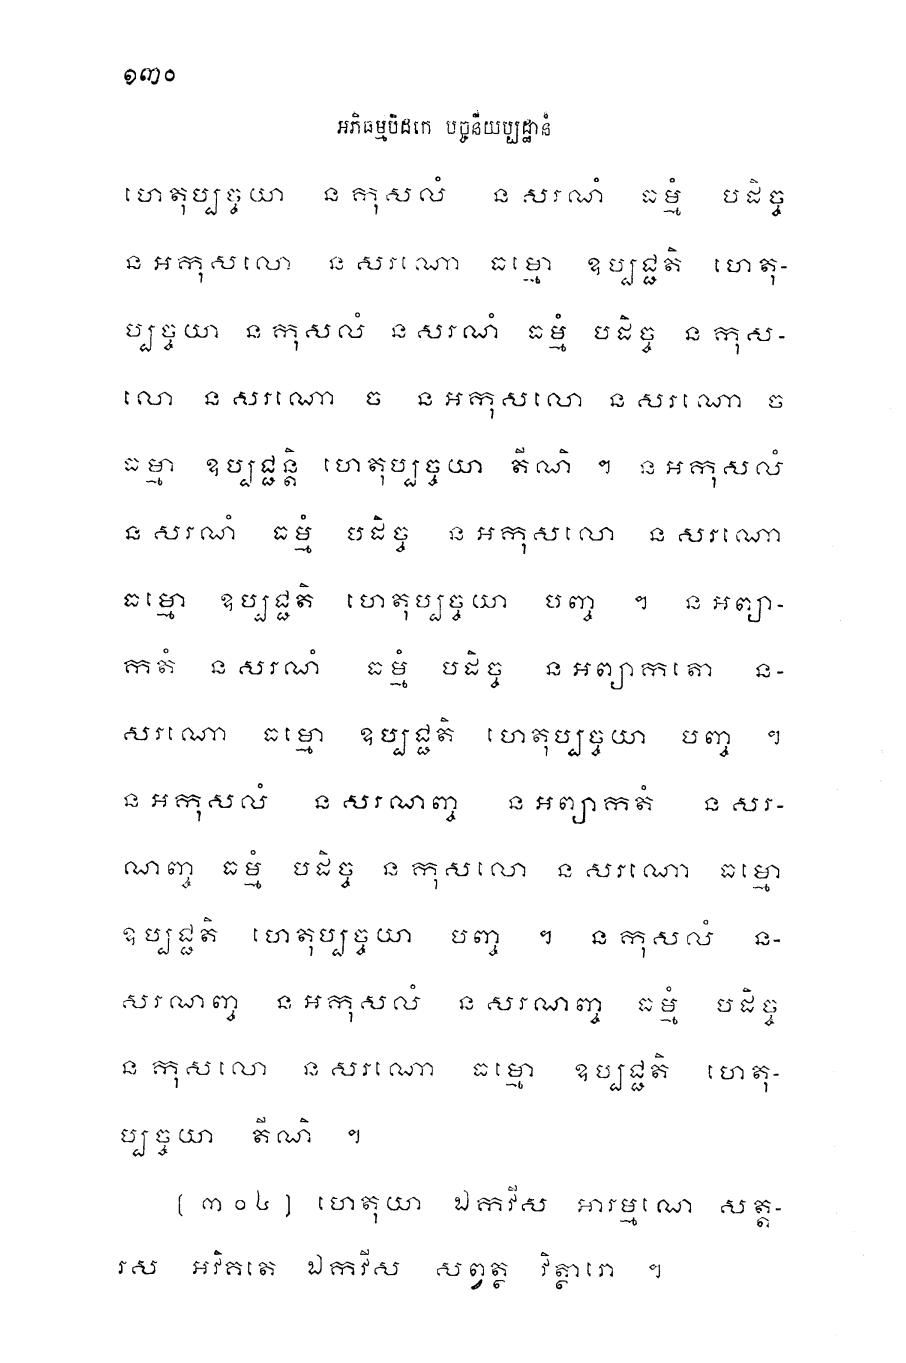 ១៣០
អភិធម្មបិដកេ បច្ចនីយប្បដ្ឋានំ
ហេតុប្បច្ចយា ន កុសលំ ន សរណំ ធម្មំ បដិច្ច
ន អកុសលោ ន សរណោ ធម្មោ ឧប្បជ្ជតិ ហេតុ-
ប្បច្ចយា ន កុសលំ ន សរណំ ធម្មំ បដិច្ច ន កុស-
លោ ន សរណោ ច ន អកុសលោ ន សរណោ ច
ធម្មា ឧប្បជ្ជន្តិ ហេតុប្បច្ចយា តីណិ ។ ន អកុសលំ
ន សរណំ ធម្មំ បដិច្ច ន អកុសលោ ន សរណោ
ធម្មោ ឧប្បជ្ជតិ ហេតុប្បច្ចយា បញ្ច ។ ន អព្យា-
កតំ ន សរណំ ធម្មំ បដិច្ច ន អព្យាកតោ ន-
សរណោ ធម្មោ ឧប្បជ្ជតិ ហេតុប្បច្ចយា បញ្ច ។
ន អកុសលំ ន សរណញ្ច ន អព្យាកតំ ន សរ-
ណញ្ច ធម្មំ បដិច្ច ន កុសលោ ន សរណោ ធម្មោ
ឧប្បជ្ជតិ ហេតុប្បច្ចយា បញ្ច ។ ន កុសលំ ន-
សរណញ្ច ន អកុសលំ ន សរណញ្ច ធម្មំ បដិច្ច
ន កុសលោ ន សរណោ ធម្មោ ឧប្បជ្ជតិ ហេតុ-
ប្បច្ចយា តីណិ ។
[ ៣០៤ ] ហេតុយា ឯកវីស អារម្មណេ សត្ត-
រស អវិគតេ ឯកវីស សព្វត្ថ វិត្ថារោ ។